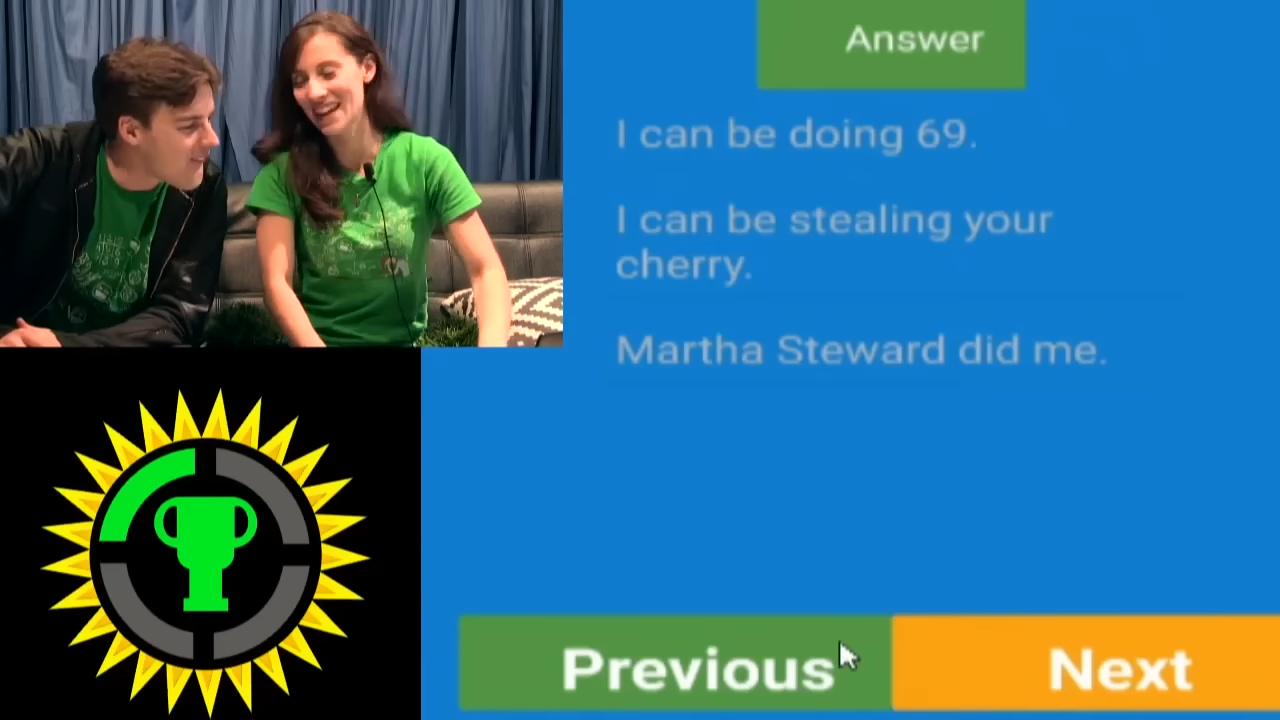 Answer
I can be doing 69.
I can be stealing your
cherry.
Martha Steward did me.
Previous
Next